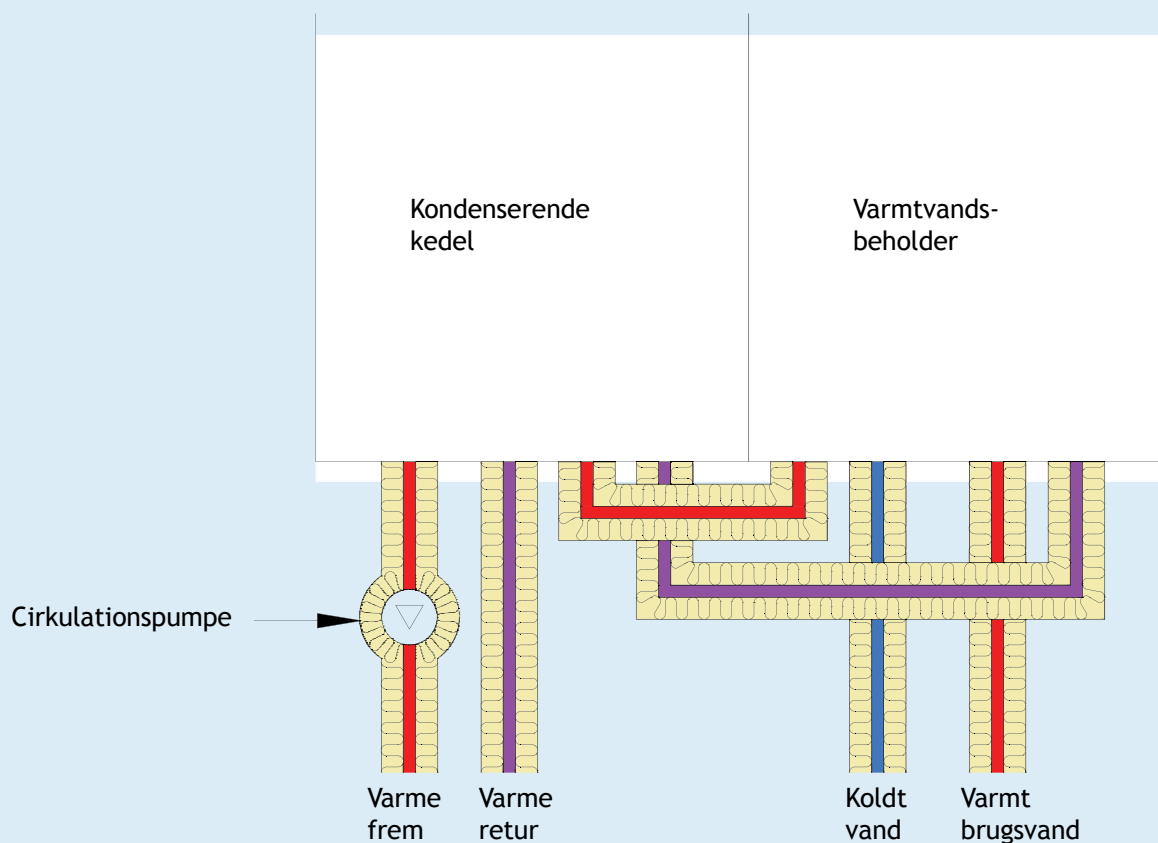 Kondenserende
kedel
Varmtvands-
beholder
Cirkulationspumpe
Varme
frem
Varme
retur
Koldt
vand
Varmt
brugsvand